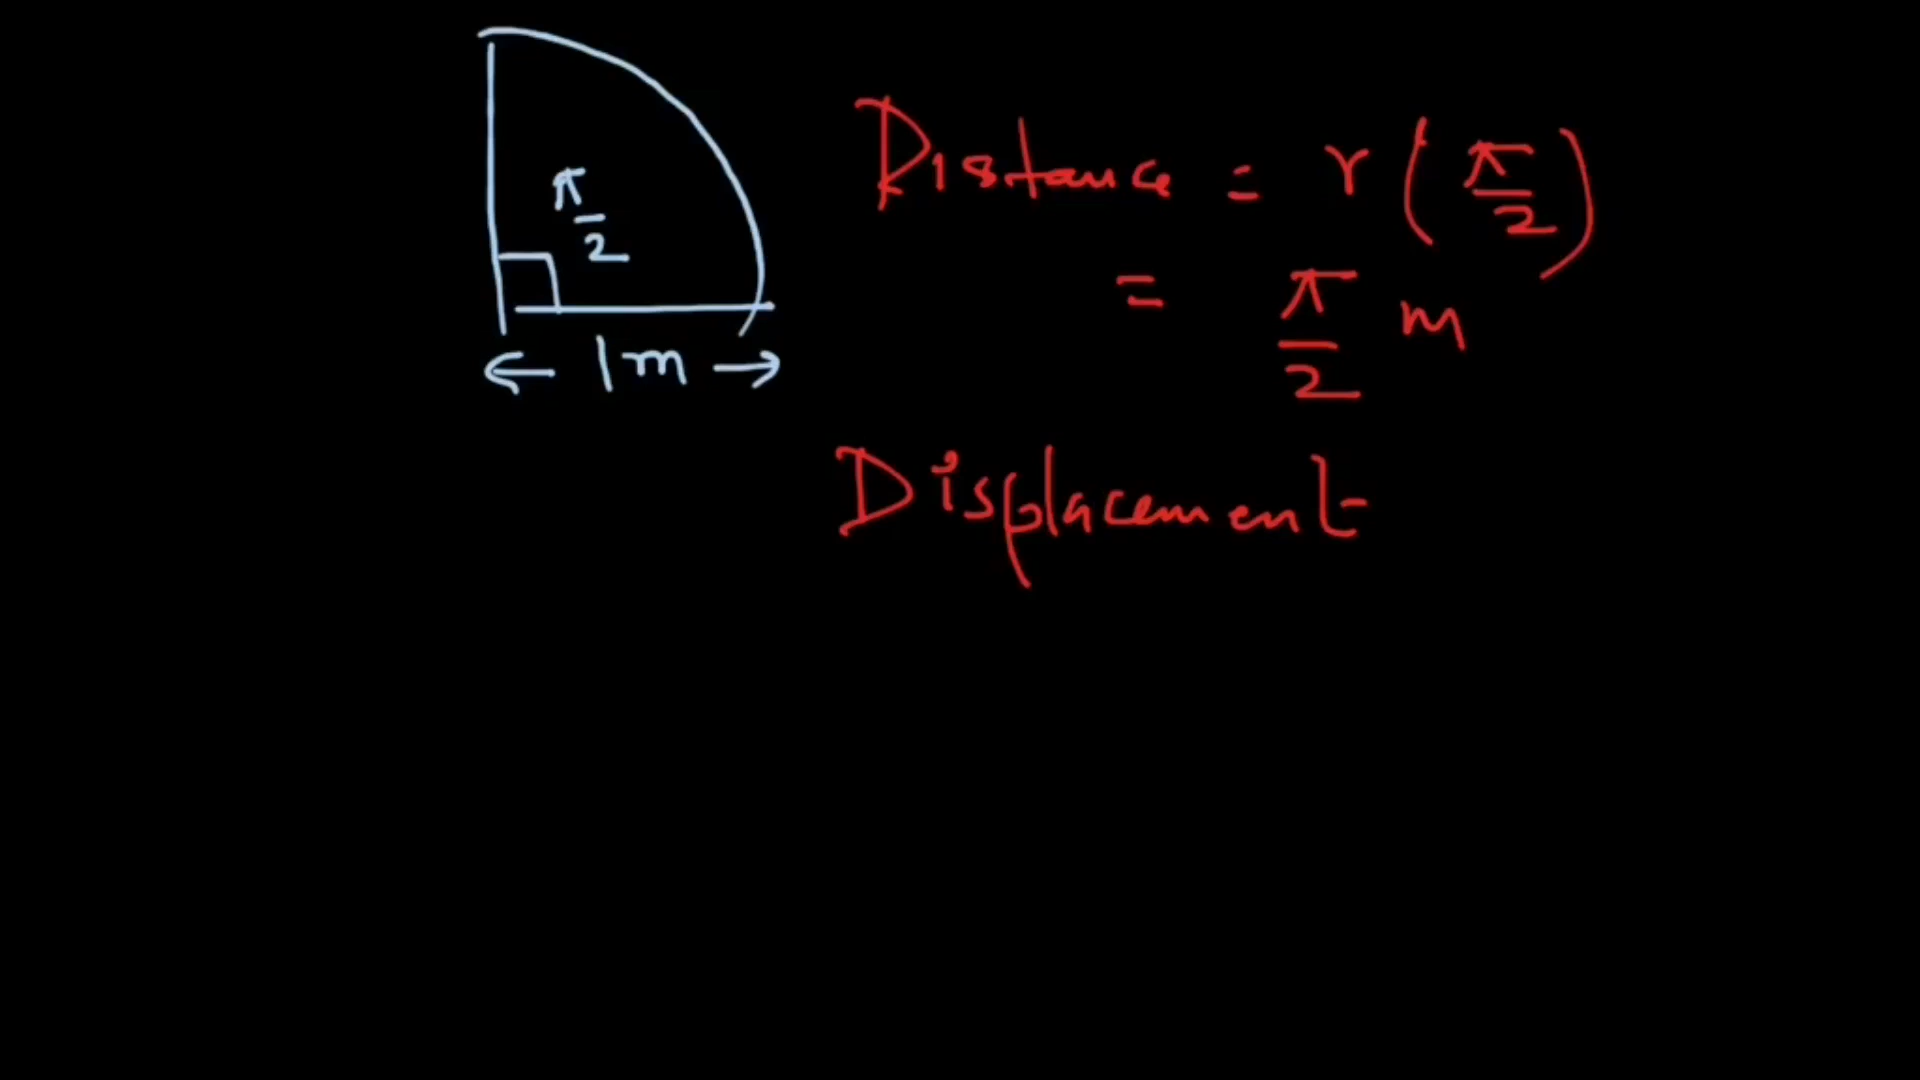 π/2
1m
Distance = r(π/2)
= π/2 m
Displacement